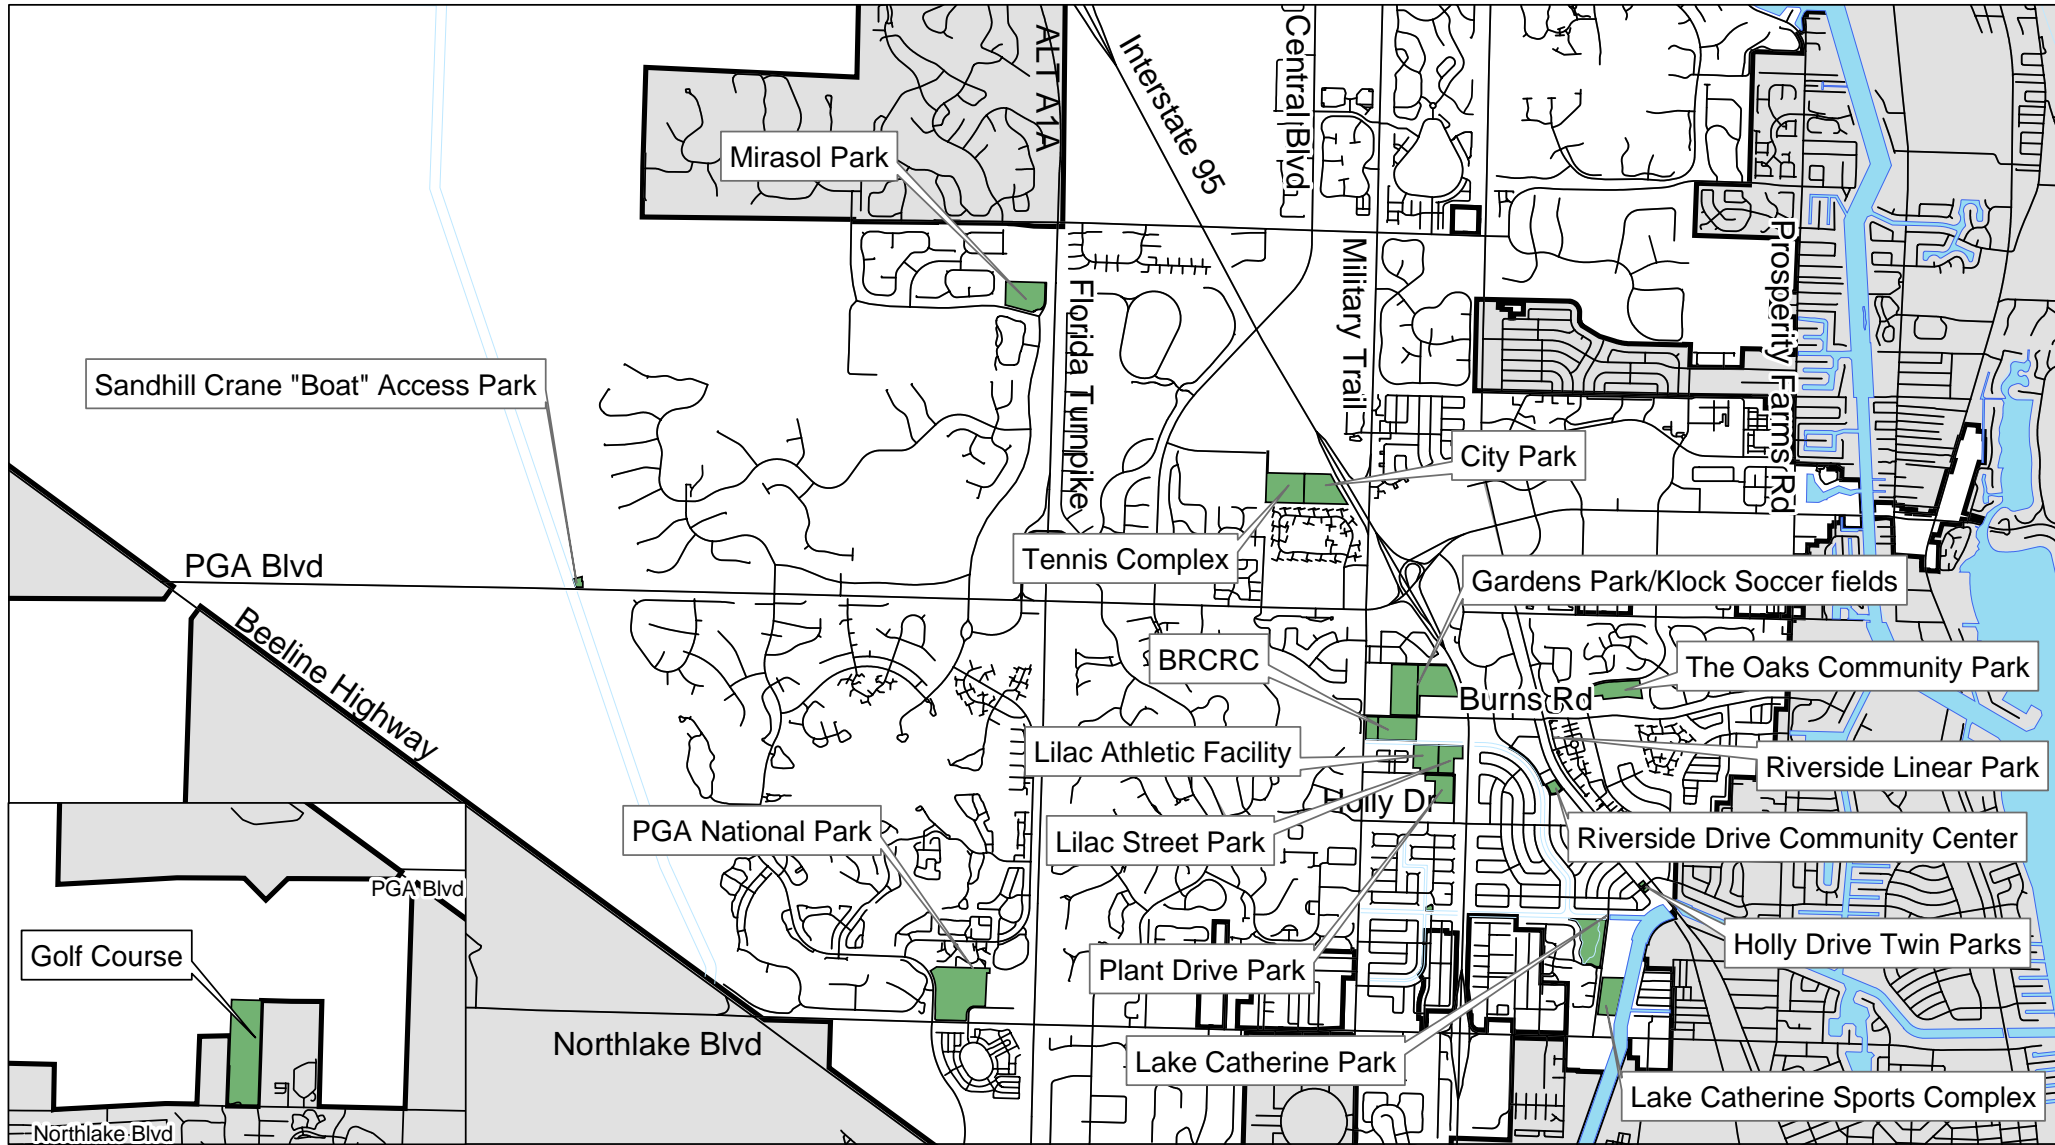 ALT A1A
Interstate 95
Central Blvd
Mirasol Park
Military Trail
Prosperity Farms Rd
Florida Turnpike
Sandhill Crane "Boat" Access Park
City Park
Tennis Complex
PGA Blvd
Gardens Park/Klock Soccer fields
Beeline Highway
BRCRC
The Oaks Community Park
Burns Rd
Lilac Athletic Facility
Riverside Linear Park
Holly Dr
PGA National Park
Lilac Street Park
Riverside Drive Community Center
PGA Blvd
Golf Course
Plant Drive Park
Holly Drive Twin Parks
Northlake Blvd
Lake Catherine Park
Lake Catherine Sports Complex
Northlake Blvd